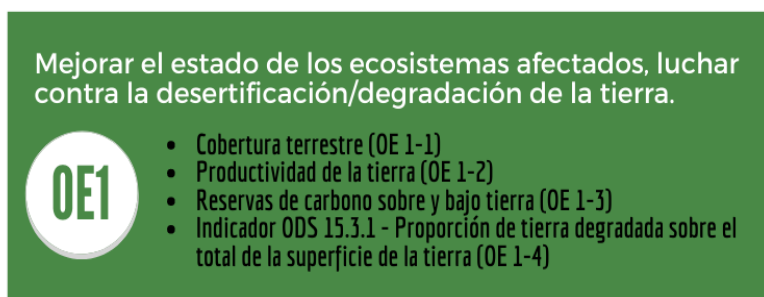 Mejorar el estado de los ecosistemas afectados, luchar
contra la desertificación/degradación de la tierra.
OE1
• Cobertura terrestre (OE 1-1)
• Productividad de la tierra (OE 1-2)
• Reservas de carbono sobre y bajo tierra (OE 1-3)
• Indicador ODS 15.3.1 - Proporción de tierra degradada sobre el
total de la superficie de la tierra (OE 1-4)